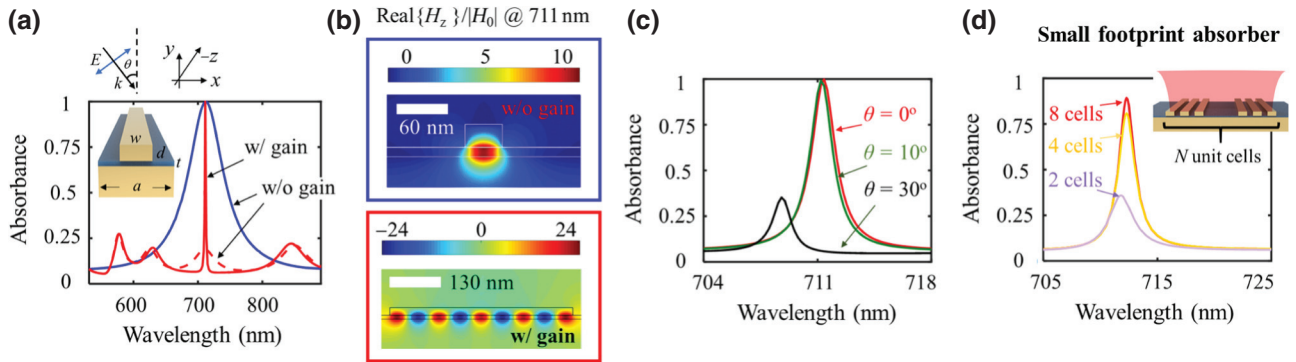 (a)
E
θ
k
y
−z
x
1
0.75
0.5
0.25
0
Absorbance
w
d
t
a
w/ gain
w/o gain
600
700
800
Wavelength (nm)
(b)
Real{H_z}/|H_0| @ 711 nm
0
5
10
w/o gain
60 nm
−24
0
24
130 nm
w/ gain
(c)
1
0.75
0.5
0.25
0
Absorbance
θ = 0°
θ = 10°
θ = 30°
704
711
718
Wavelength (nm)
(d)
Small footprint absorber
1
0.75
0.5
0.25
0
Absorbance
8 cells
4 cells
2 cells
N unit cells
705
715
725
Wavelength (nm)